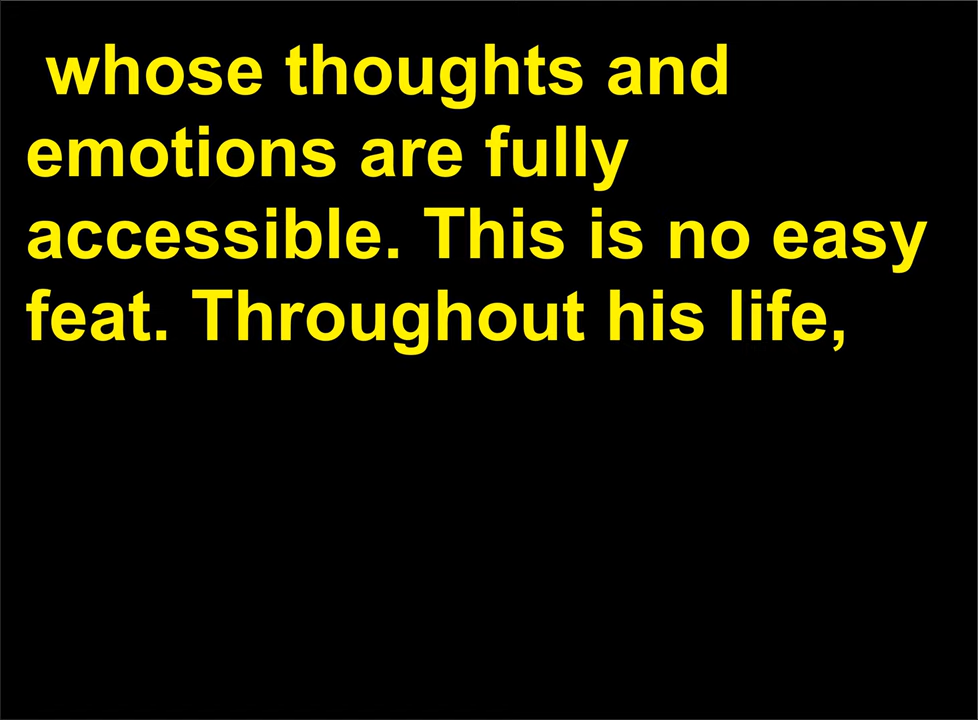 whose thoughts and
emotions are fully
accessible. This is no easy
feat. Throughout his life,